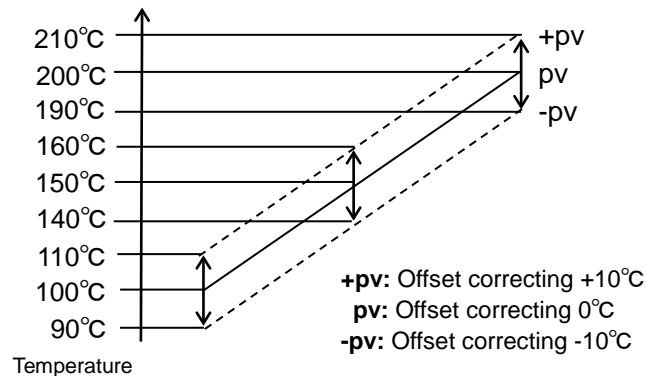 210℃
+pv
200℃
pv
190℃
-pv
160℃
150℃
140℃
110℃
100℃
90℃
+pv: Offset correcting +10℃
pv: Offset correcting 0℃
-pv: Offset correcting -10℃
Temperature